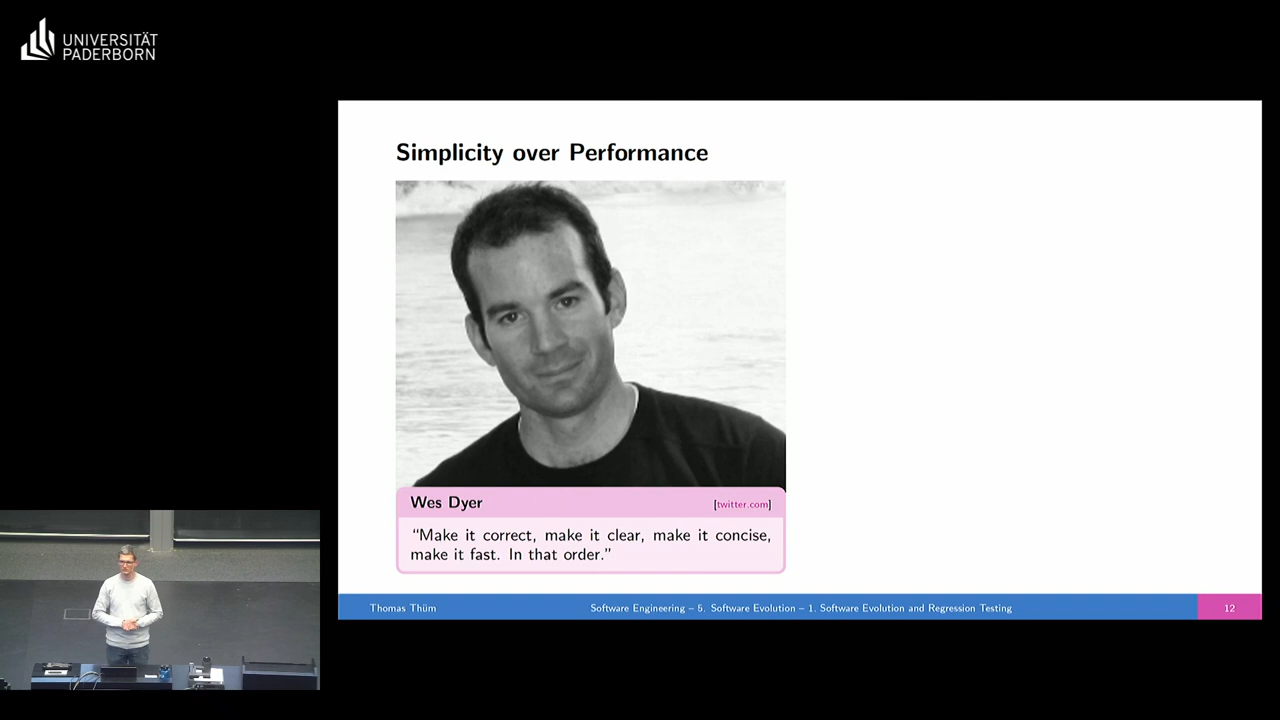 UNIVERSITÄT
PADERBORN
Simplicity over Performance
Wes Dyer
[twitter.com]
“Make it correct, make it clear, make it concise,
make it fast. In that order.”
Thomas Thüm
Software Engineering – 5. Software Evolution – 1. Software Evolution and Regression Testing
12